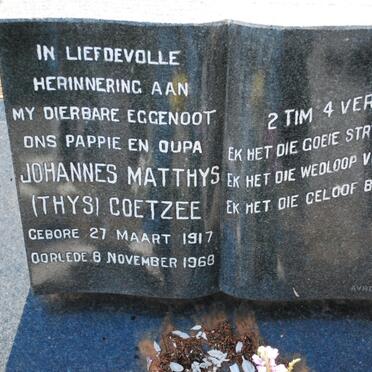 IN LIEFDEVOLLE
HERINNERING AAN
MY DIERBARE EGGENOOT
ONS PAPPIE EN OUPA
JOHANNES MATTHYS
(THYS) COETZEE
GEBORE 27 MAART 1917
OORLEDE 8 NOVEMBER 1968
2 TIM 4 VER
EK HET DIE GOEIE STR
EK HET DIE WEDLOOP V
EK HET DIE GELOOF B